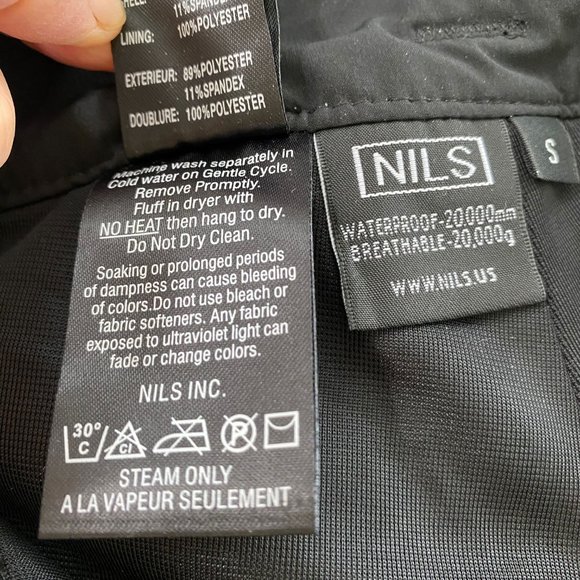 SHELL:
11%SPANDEX
LINING: 100%POLYESTER
EXTERIEUR: 89%POLYESTER
11%SPANDEX
DOUBLURE: 100%POLYESTER
Machine wash separately in
Cold water on Gentle Cycle.
Remove Promptly.
Fluff in dryer with
NO HEAT then hang to dry.
Do Not Dry Clean.
Soaking or prolonged periods
of dampness can cause bleeding
of colors.Do not use bleach or
fabric softeners. Any fabric
exposed to ultraviolet light can
fade or change colors.
NILS INC.
30°
C
Cl
P
STEAM ONLY
A LA VAPEUR SEULEMENT
NILS
WATERPROOF-20,000mm
BREATHABLE-20,000g
WWW.NILS.US
S